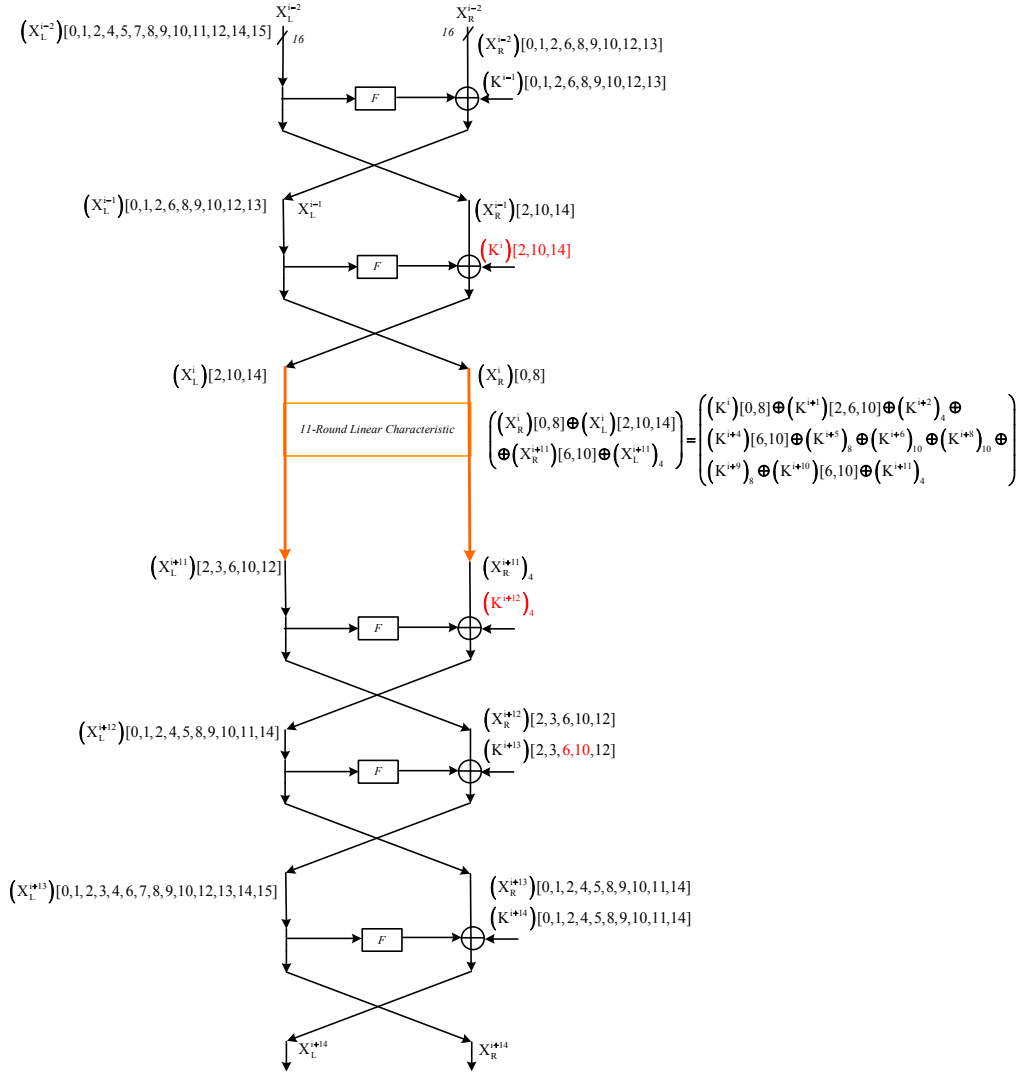 X_L^{i−2} X_R^{i−2}
(X_L^{i−2})[0,1,2,4,5,7,8,9,10,11,12,14,15] 16 16
(X_R^{i−2})[0,1,2,6,8,9,10,12,13]
(K^{i−1})[0,1,2,6,8,9,10,12,13]
F
(X_L^{i−1})[0,1,2,6,8,9,10,12,13] X_L^{i−1} (X_R^{i−1})[2,10,14]
(K^i)[2,10,14]
F
(X_L^i)[2,10,14] (X_R^i)[0,8]
11-Round Linear Characteristic
((X_R^i)[0,8]⊕(X_L^i)[2,10,14]
⊕(X_R^{i+11})[6,10]⊕(X_L^{i+11})_4)
=
((K^i)[0,8]⊕(K^{i+1})[2,6,10]⊕(K^{i+2})_4⊕
(K^{i+4})[6,10]⊕(K^{i+5})_8⊕(K^{i+6})_10⊕(K^{i+8})_10⊕
(K^{i+9})_8⊕(K^{i+10})[6,10]⊕(K^{i+11})_4)
(X_L^{i+11})[2,3,6,10,12] (X_R^{i+11})_4
(K^{i+12})_4
F
(X_L^{i+12})[0,1,2,4,5,8,9,10,11,14] (X_R^{i+12})[2,3,6,10,12]
(K^{i+13})[2,3,6,10,12]
F
(X_L^{i+13})[0,1,2,3,4,6,7,8,9,10,12,13,14,15] (X_R^{i+13})[0,1,2,4,5,8,9,10,11,14]
(K^{i+14})[0,1,2,4,5,8,9,10,11,14]
F
X_L^{i+14} X_R^{i+14}